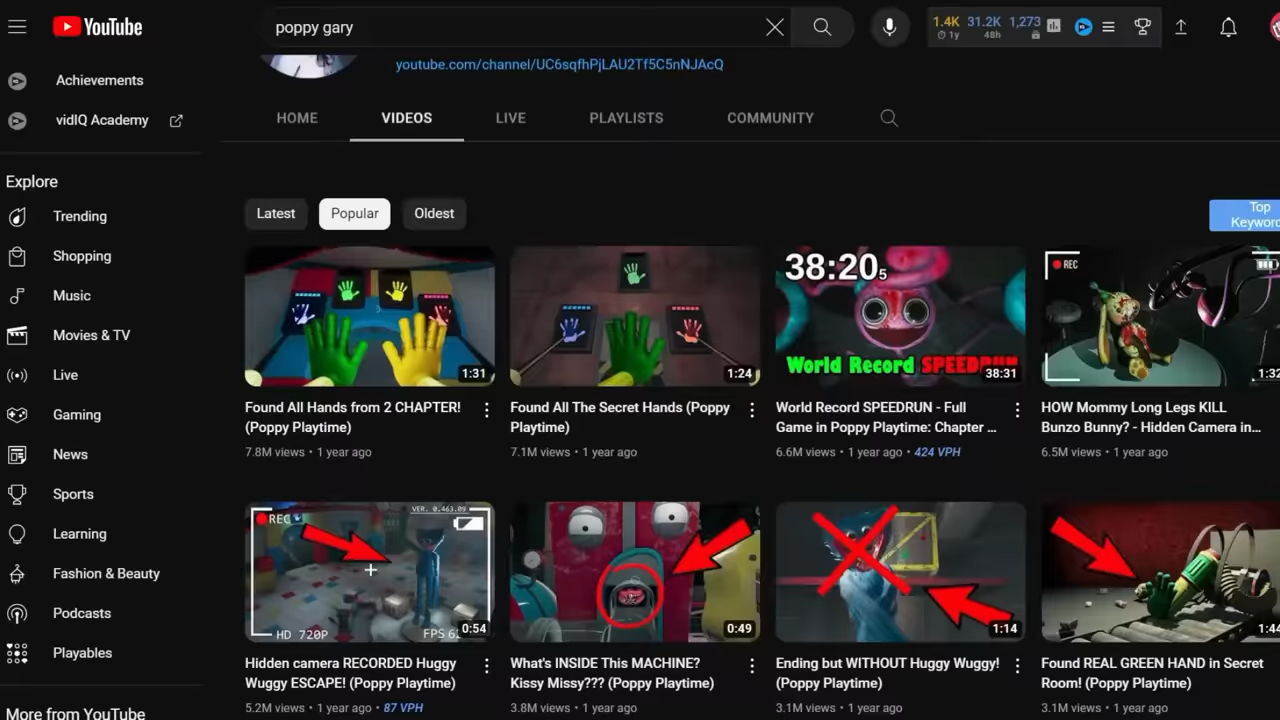 YouTube
poppy gary
1.4K 31.2K 1,273
1y 48h
youtube.com/channel/UC6sqfhPjLAU2Tf5C5nNJAcQ
Achievements
vidIQ Academy
HOME VIDEOS LIVE PLAYLISTS COMMUNITY
Explore
Trending
Shopping
Music
Movies & TV
Live
Gaming
News
Sports
Learning
Fashion & Beauty
Podcasts
Playables
More from YouTube
Latest Popular Oldest
Top
Keyword
1:31
Found All Hands from 2 CHAPTER!
(Poppy Playtime)
7.8M views • 1 year ago
1:24
Found All The Secret Hands (Poppy
Playtime)
7.1M views • 1 year ago
38:205
World Record SPEEDRUN
38:31
World Record SPEEDRUN - Full
Game in Poppy Playtime: Chapter ...
6.6M views • 1 year ago • 424 VPH
REC
1:32
HOW Mommy Long Legs KILL
Bunzo Bunny? - Hidden Camera in...
6.5M views • 1 year ago
REC
VER. 0.463.09
HD 720P
FPS 62
0:54
Hidden camera RECORDED Huggy
Wuggy ESCAPE! (Poppy Playtime)
5.2M views • 1 year ago • 87 VPH
0:49
What's INSIDE This MACHINE?
Kissy Missy??? (Poppy Playtime)
3.8M views • 1 year ago
1:14
Ending but WITHOUT Huggy Wuggy!
(Poppy Playtime)
3.1M views • 1 year ago
1:44
Found REAL GREEN HAND in Secret
Room! (Poppy Playtime)
3.1M views • 1 year ago